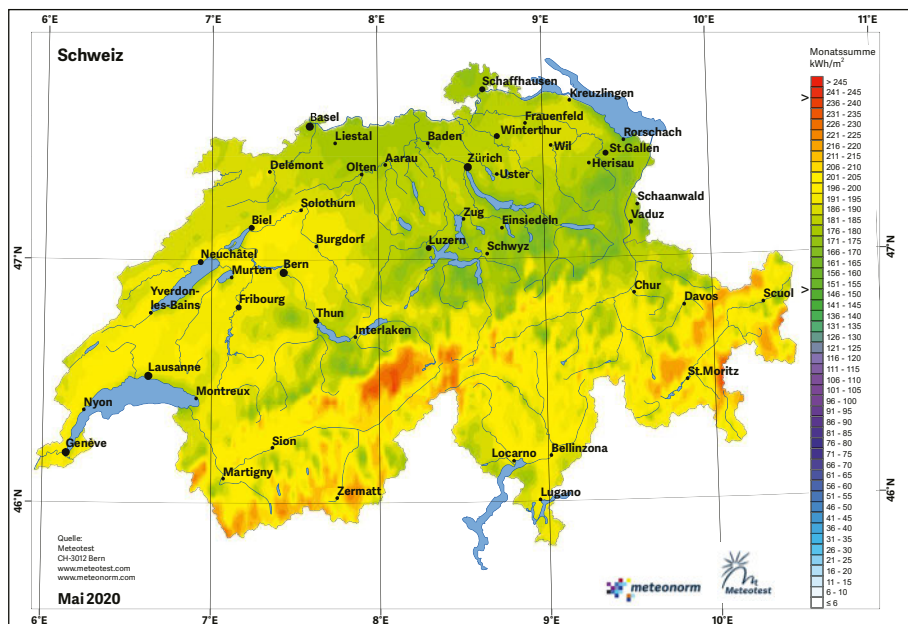 6°E 7°E 8°E 9°E 10°E 11°E
Schweiz
Monatssumme
kWh/m²
> 245
241 - 245
236 - 240
231 - 235
226 - 230
221 - 225
216 - 220
211 - 215
206 - 210
201 - 205
196 - 200
191 - 195
186 - 190
181 - 185
176 - 180
171 - 175
166 - 170
161 - 165
156 - 160
151 - 155
146 - 150
141 - 145
136 - 140
131 - 135
126 - 130
121 - 125
116 - 120
111 - 115
106 - 110
101 - 105
96 - 100
91 - 95
86 - 90
81 - 85
76 - 80
71 - 75
66 - 70
61 - 65
56 - 60
51 - 55
46 - 50
41 - 45
36 - 40
31 - 35
26 - 30
21 - 25
16 - 20
11 - 15
6 - 10
≤ 6
>
>
Schaffhausen
Kreuzlingen
Basel
Frauenfeld
Liestal
Baden
Winterthur
Rorschach
Wil
St.Gallen
Delémont
Olten
Aarau
Zürich
Herisau
Uster
Solothurn
Schaanwald
Biel
Zug
Einsiedeln
Vaduz
Neuchâtel
Burgdorf
Luzern
Schwyz
47°N
47°N
Murten
Bern
Yverdon-
les-Bains
Fribourg
Chur
Davos
Scuol
Thun
Interlaken
Lausanne
St.Moritz
Nyon
Montreux
Genève
Sion
Locarno
Bellinzona
Martigny
Zermatt
Lugano
46°N
46°N
Quelle:
Meteotest
CH-3012 Bern
www.meteotest.com
www.meteonorm.com
Mai 2020
meteonorm
Meteotest
6°E 7°E 8°E 9°E 10°E